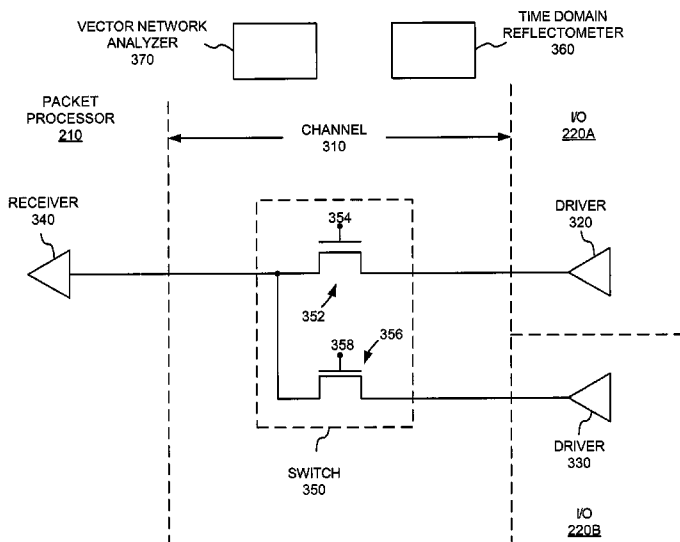 VECTOR NETWORK
ANALYZER
370
TIME DOMAIN
REFLECTOMETER
360
PACKET
PROCESSOR
210
CHANNEL
310
I/O
220A
RECEIVER
340
354
DRIVER
320
352
358
356
SWITCH
350
DRIVER
330
I/O
220B